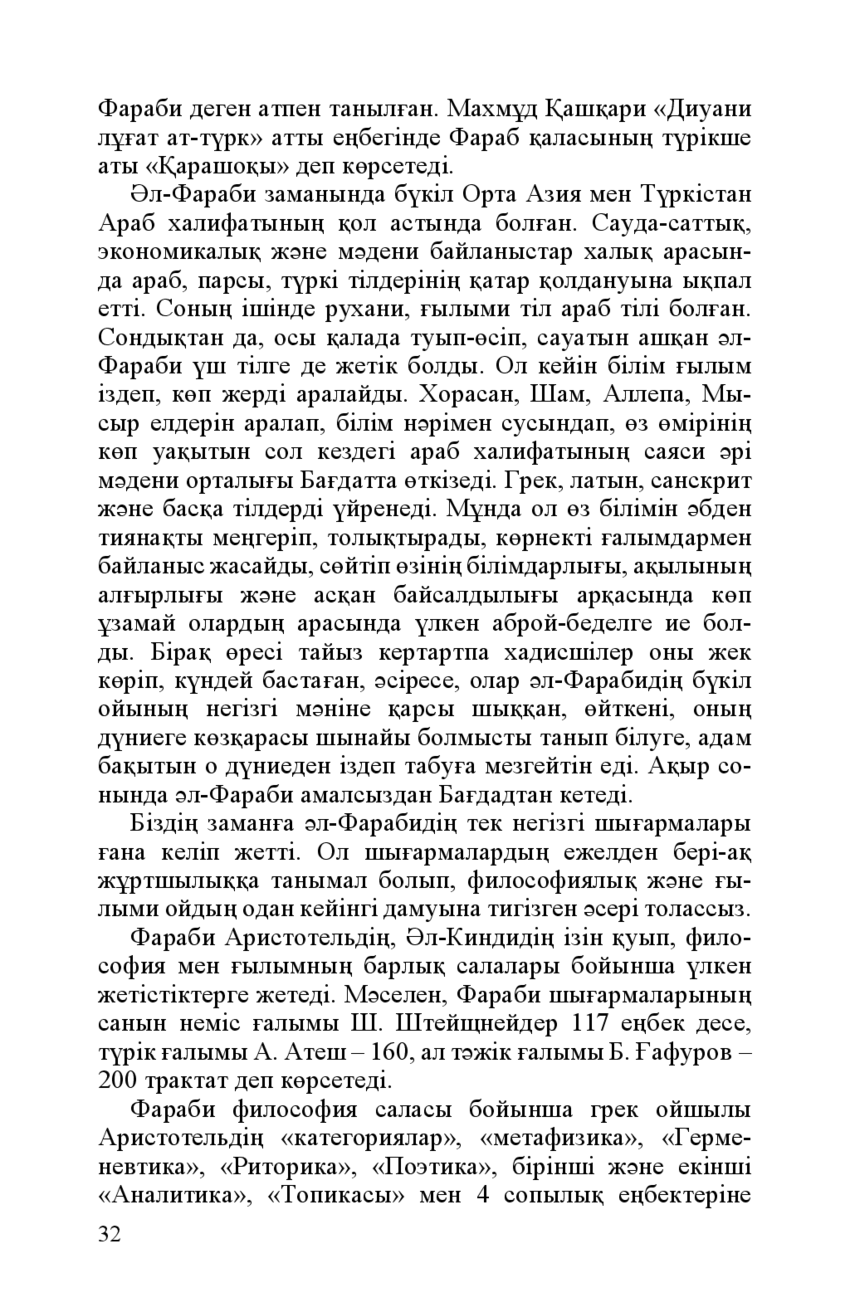 Фараби деген атпен танылған. Махмұд Қашқари «Диуани
лұғат ат-түрк» атты еңбегінде Фараб қаласының түрікше
аты «Қарашоқы» деп көрсетеді.
Әл-Фараби заманында бүкіл Орта Азия мен Түркістан
Араб халифатының қол астында болған. Сауда-саттық,
экономикалық және мәдени байланыстар халық арасын-
да араб, парсы, түркі тілдерінің қатар қолдануына ықпал
етті. Соның ішінде рухани, ғылыми тіл араб тілі болған.
Сондықтан да, осы қалада туып-өсіп, сауатын ашқан әл-
Фараби үш тілге де жетік болды. Ол кейін білім ғылым
іздеп, көп жерді аралайды. Хорасан, Шам, Аллепа, Мы-
сыр елдерін аралап, білім нәрімен сусындап, өз өмірінің
көп уақытын сол кездегі араб халифатының саяси әрі
мәдени орталығы Бағдатта өткізеді. Грек, латын, санскрит
және басқа тілдерді үйренеді. Мұнда ол өз білімін әбден
тиянақты меңгеріп, толықтырады, көрнекті ғалымдармен
байланыс жасайды, сөйтіп өзінің білімдарлығы, ақылының
алғырлығы және асқан байсалдылығы арқасында көп
ұзамай олардың арасында үлкен аброй-беделге ие бол-
ды. Бірақ өресі тайыз кертартпа хадисшілер оны жек
көріп, күндей бастаған, әсіресе, олар әл-Фарабидің бүкіл
ойының негізгі мәніне қарсы шыққан, өйткені, оның
дүниеге көзқарасы шынайы болмысты танып білуге, адам
бақытын о дүниеден іздеп табуға мезгейтін еді. Ақыр со-
нында әл-Фараби амалсыздан Бағдадтан кетеді.
Біздің заманға әл-Фарабидің тек негізгі шығармалары
ғана келіп жетті. Ол шығармалардың ежелден бері-ақ
жұртшылыққа танымал болып, философиялық және ғы-
лыми ойдың одан кейінгі дамуына тигізген әсері толассыз.
Фараби Аристотельдің, Әл-Киндидің ізін қуып, фило-
софия мен ғылымның барлық салалары бойынша үлкен
жетістіктерге жетеді. Мәселен, Фараби шығармаларының
санын неміс ғалымы Ш. Штейщнейдер 117 еңбек десе,
түрік ғалымы А. Атеш – 160, ал тәжік ғалымы Б. Ғафуров –
200 трактат деп көрсетеді.
Фараби философия саласы бойынша грек ойшылы
Аристотельдің «категориялар», «метафизика», «Герме-
невтика», «Риторика», «Поэтика», бірінші және екінші
«Аналитика», «Топикасы» мен 4 сопылық еңбектеріне
32